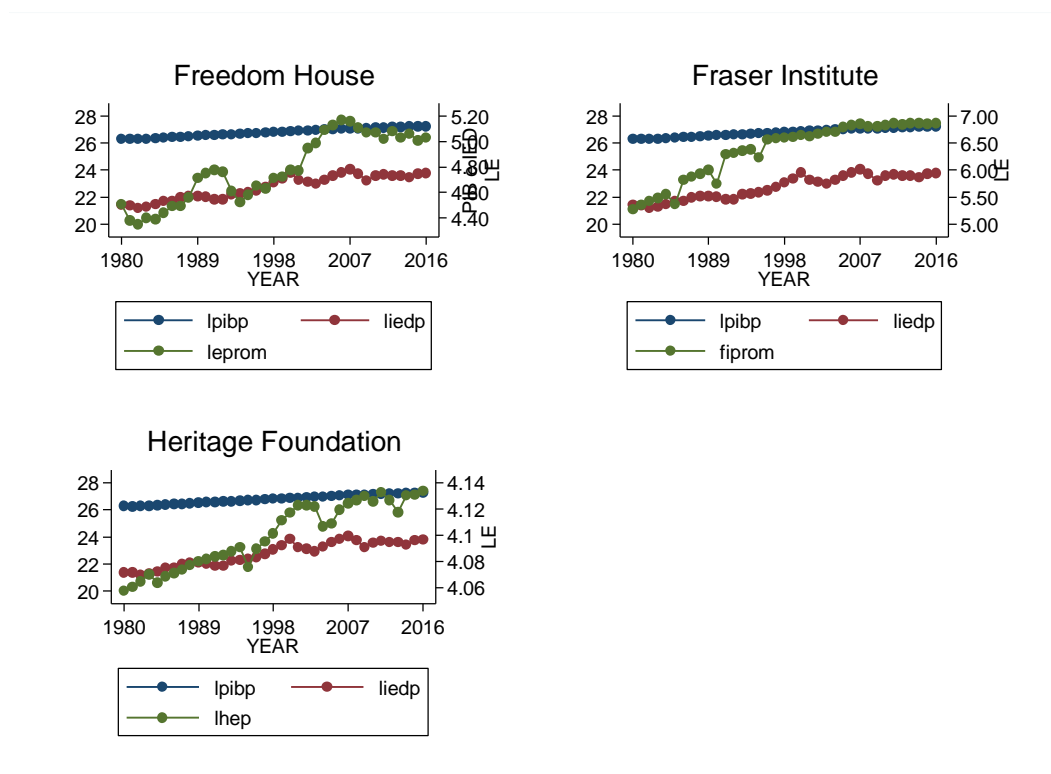 Freedom House
28
26
24
22
20
5.20
5.00
4.80
4.60
4.40
PIB e IED
LE
1980 1989 1998 2007 2016
YEAR
lpibp liedp
leprom
Fraser Institute
28
26
24
22
20
7.00
6.50
6.00
5.50
5.00
LE
1980 1989 1998 2007 2016
YEAR
lpibp liedp
fiprom
Heritage Foundation
28
26
24
22
20
4.14
4.12
4.1
4.08
4.06
LE
1980 1989 1998 2007 2016
YEAR
lpibp liedp
lhep